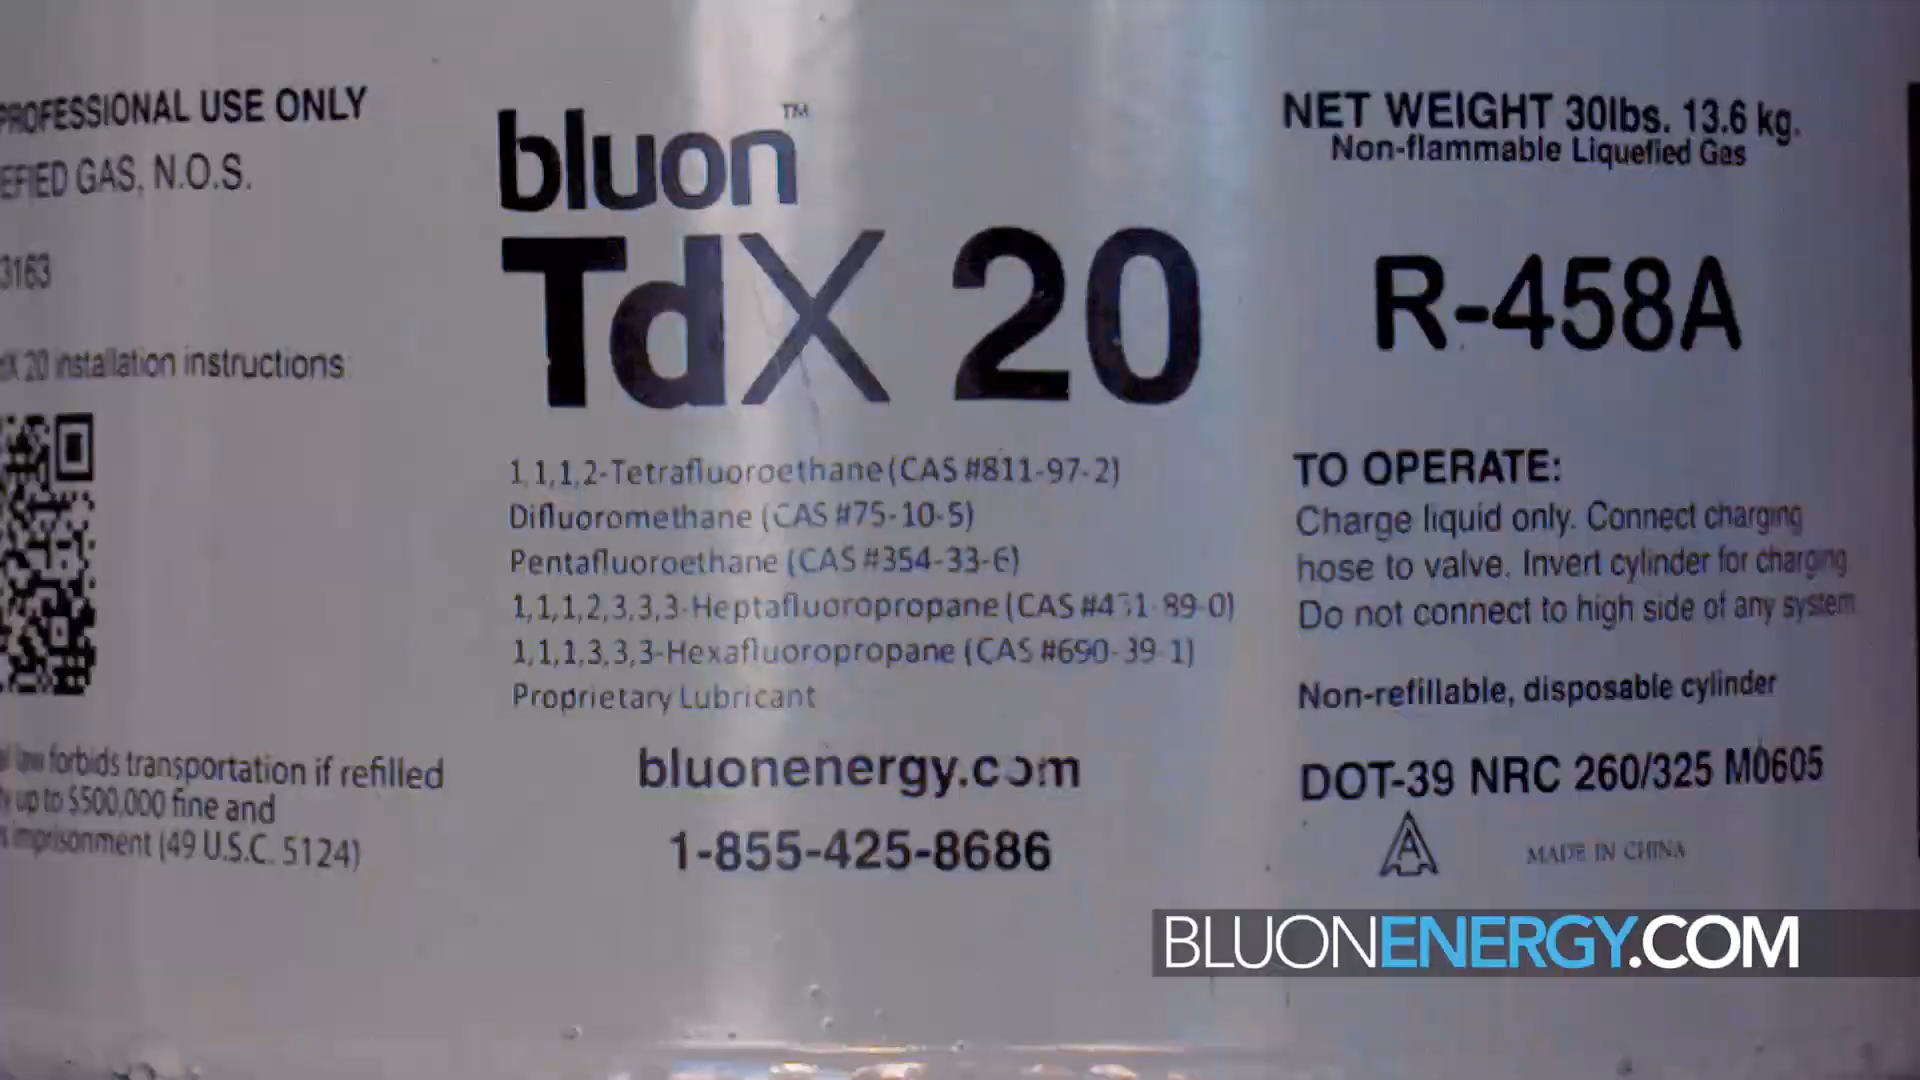 PROFESSIONAL USE ONLY
EFIED GAS, N.O.S.
3163
20 installation instructions
law forbids transportation if refilled
up to $500,000 fine and
imprisonment (49 U.S.C. 5124)
bluon™
TdX 20
1,1,1,2-Tetrafluoroethane (CAS #811-97-2)
Difluoromethane (CAS #75-10-5)
Pentafluoroethane (CAS #354-33-6)
1,1,1,2,3,3,3-Heptafluoropropane (CAS #431-89-0)
1,1,1,3,3,3-Hexafluoropropane (CAS #690-39-1)
Proprietary Lubricant
bluonenergy.com
1-855-425-8686
NET WEIGHT 30lbs. 13.6 kg.
Non-flammable Liquefied Gas
R-458A
TO OPERATE:
Charge liquid only. Connect charging
hose to valve. Invert cylinder for charging
Do not connect to high side of any system
Non-refillable, disposable cylinder
DOT-39 NRC 260/325 M0605
A
MADE IN CHINA
BLUONENERGY.COM